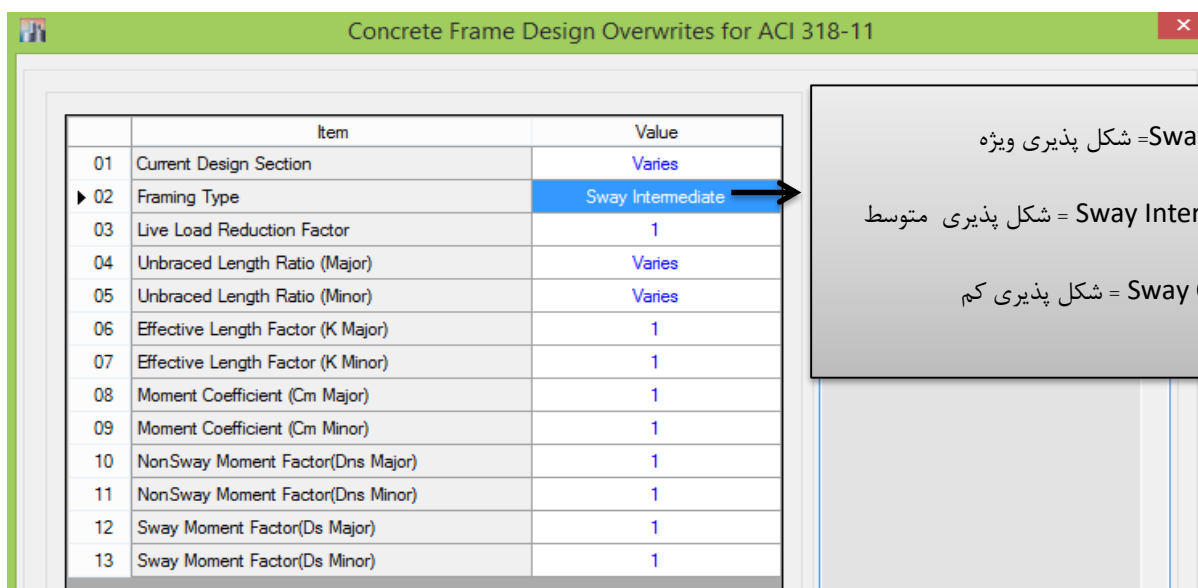 Concrete Frame Design Overwrites for ACI 318-11
Item Value
01 Current Design Section Varies
02 Framing Type Sway Intermediate
03 Live Load Reduction Factor 1
04 Unbraced Length Ratio (Major) Varies
05 Unbraced Length Ratio (Minor) Varies
06 Effective Length Factor (K Major) 1
07 Effective Length Factor (K Minor) 1
08 Moment Coefficient (Cm Major) 1
09 Moment Coefficient (Cm Minor) 1
10 NonSway Moment Factor(Dns Major) 1
11 NonSway Moment Factor(Dns Minor) 1
12 Sway Moment Factor(Ds Major) 1
13 Sway Moment Factor(Ds Minor) 1
= شکل پذیری ویژه
Sway = شکل پذیری متوسط
Sway = شکل پذیری کم